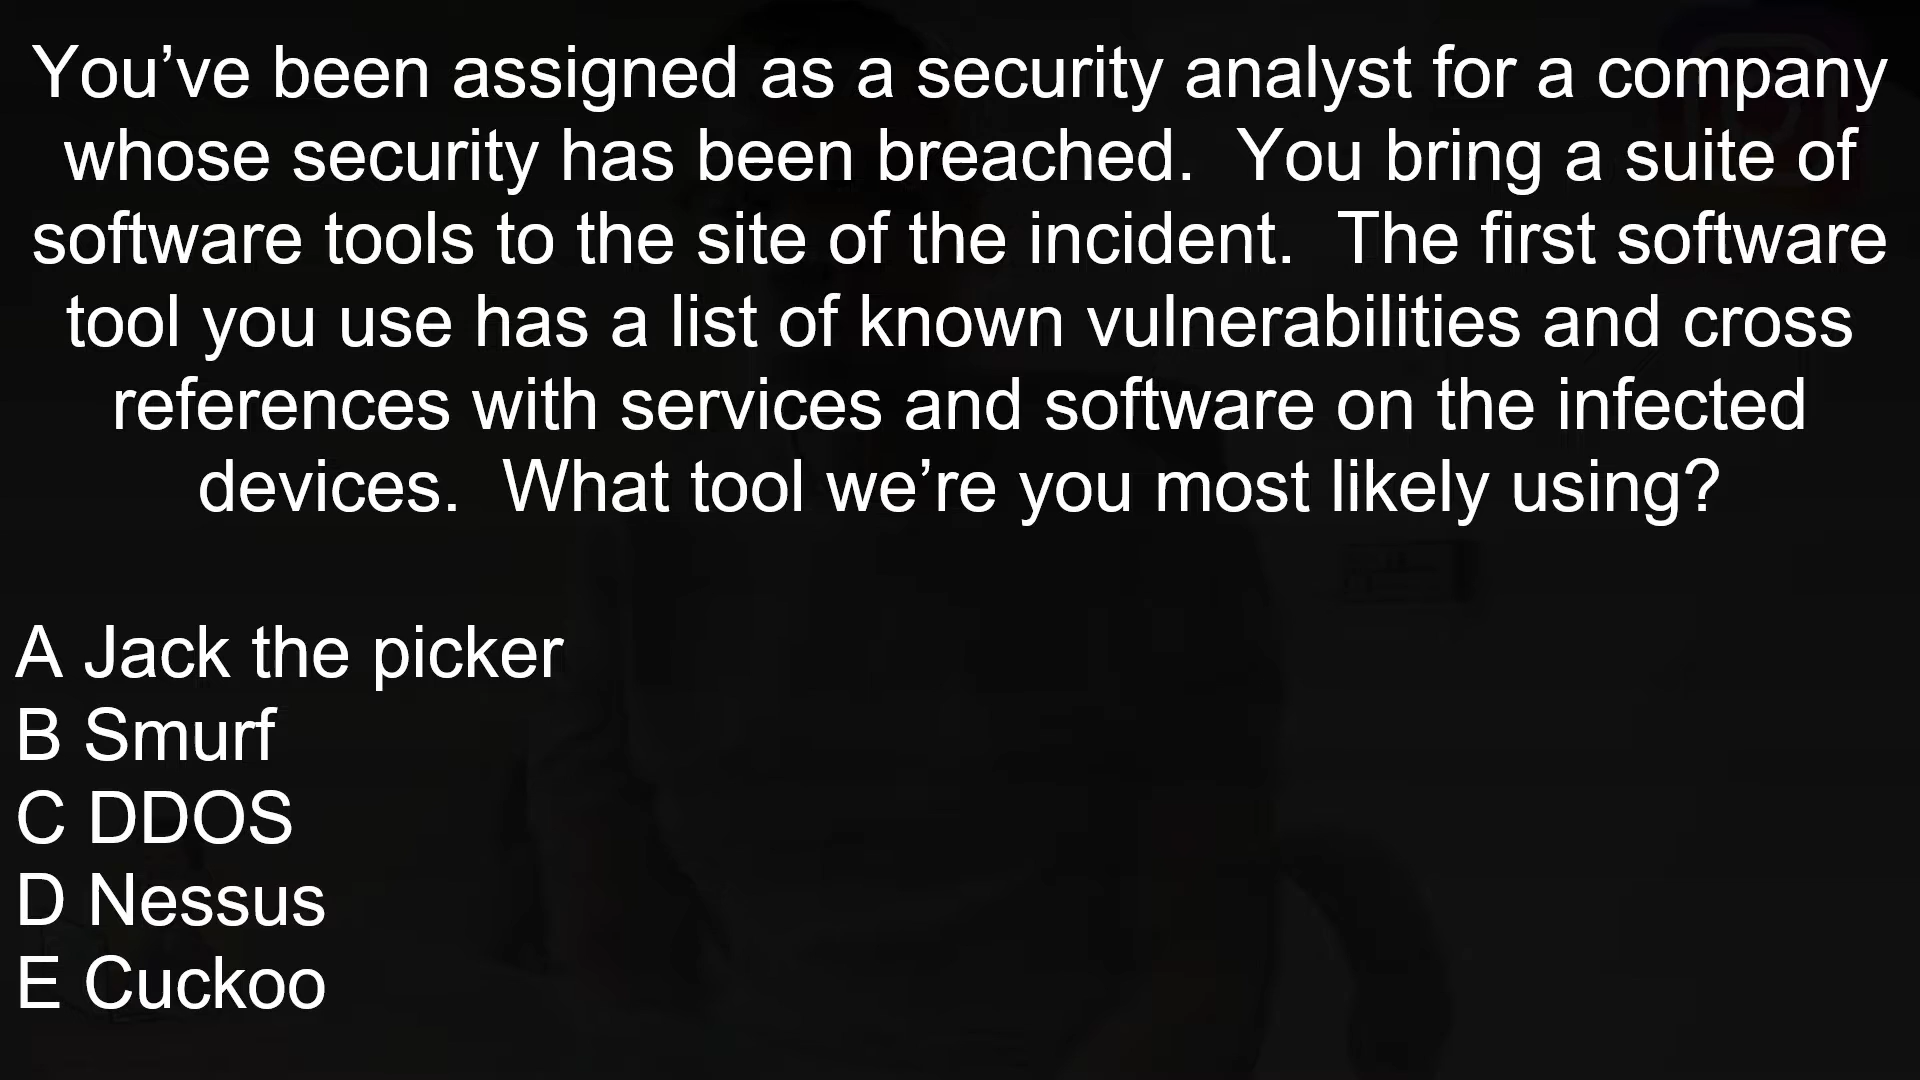 You’ve been assigned as a security analyst for a company
whose security has been breached.  You bring a suite of
software tools to the site of the incident.  The first software
tool you use has a list of known vulnerabilities and cross
references with services and software on the infected
devices.  What tool we’re you most likely using?
A Jack the picker
B Smurf
C DDOS
D Nessus
E Cuckoo